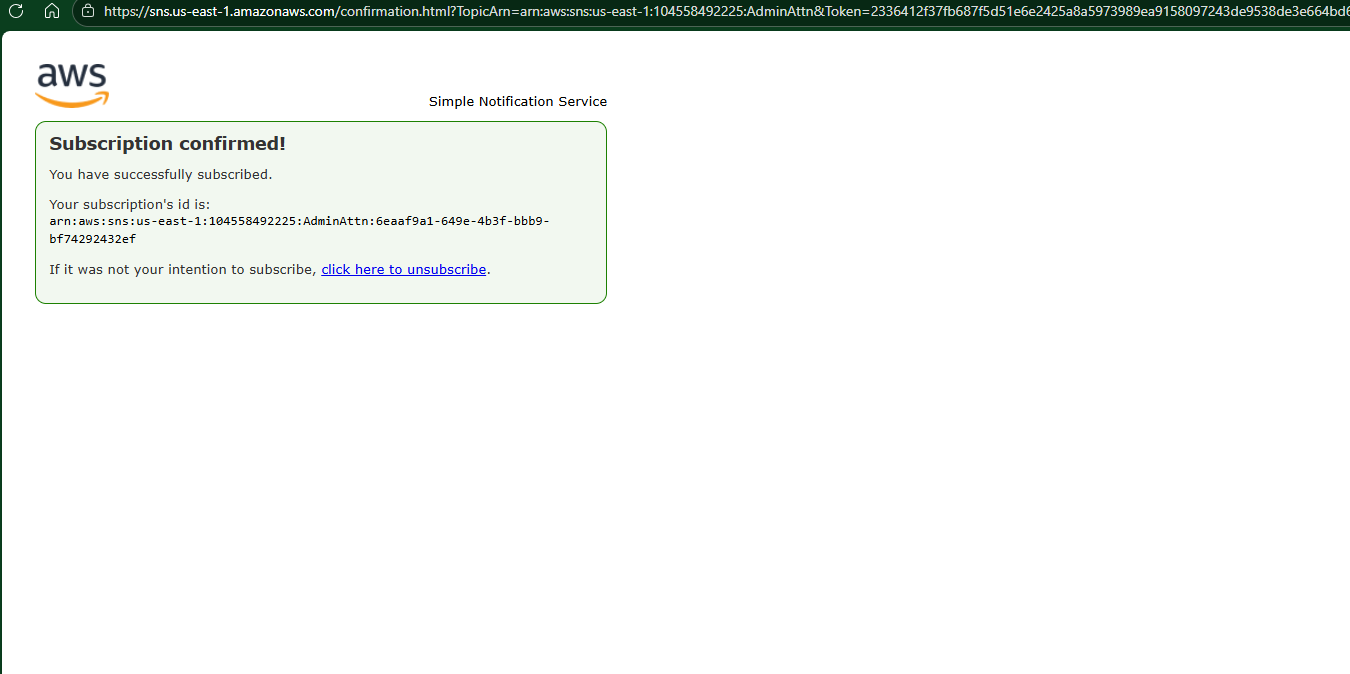 https://sns.us-east-1.amazonaws.com/confirmation.html?TopicArn=arn:aws:sns:us-east-1:104558492225:AdminAttn&Token=2336412f37fb687f5d51e6e2425a8a5973989ea9158097243de9538de3e664bd6
aws
Simple Notification Service
Subscription confirmed!
You have successfully subscribed.
Your subscription's id is:
arn:aws:sns:us-east-1:104558492225:AdminAttn:6eaaf9a1-649e-4b3f-bbb9-
bf74292432ef
If it was not your intention to subscribe, click here to unsubscribe.